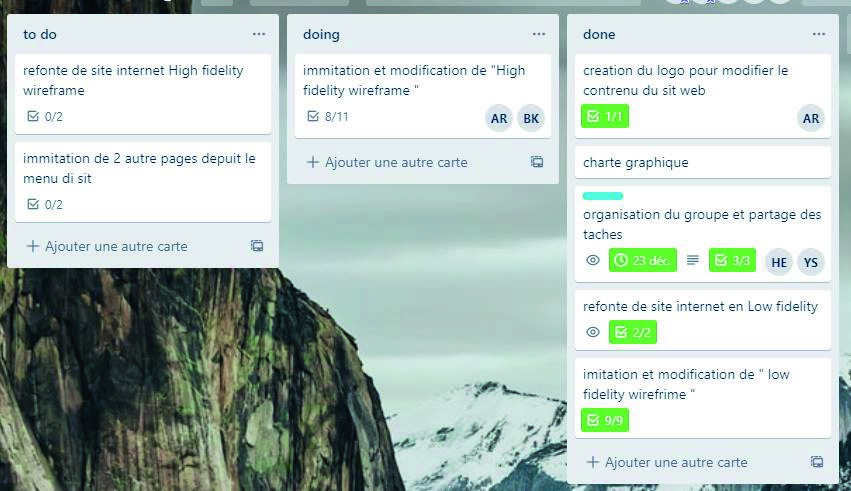 to do
refonte de site internet High fidelity
wireframe
0/2
immitation de 2 autre pages depuit le
menu di sit
0/2
+ Ajouter une autre carte
doing
immitation et modification de "High
fidelity wireframe "
8/11
AR BK
+ Ajouter une autre carte
done
creation du logo pour modifier le
contrenu du sit web
1/1
AR
charte graphique
organisation du groupe et partage des
taches
23 déc. 3/3 HE YS
refonte de site internet en Low fidelity
2/2
imitation et modification de " low
fidelity wirefrime "
9/9
+ Ajouter une autre carte